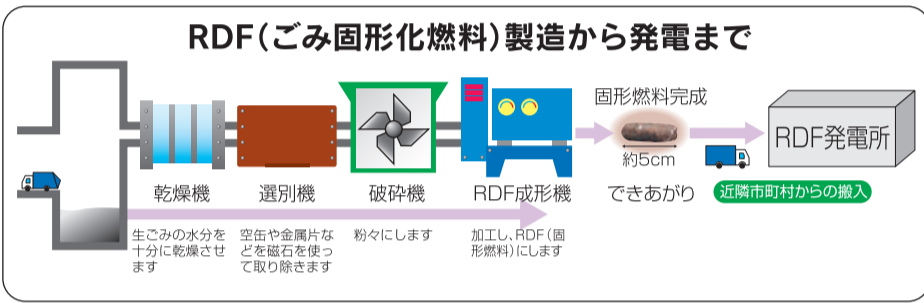 RDF(ごみ固形化燃料)製造から発電まで
固形燃料完成
約5cm
RDF発電所
乾燥機
選別機
破砕機
RDF成形機
できあがり
近隣市町村からの搬入
生ごみの水分を
十分に乾燥させ
ます
空缶や金属片な
どを磁石を使っ
て取り除きます
粉々にします
加工し、RDF(固
形燃料)にします